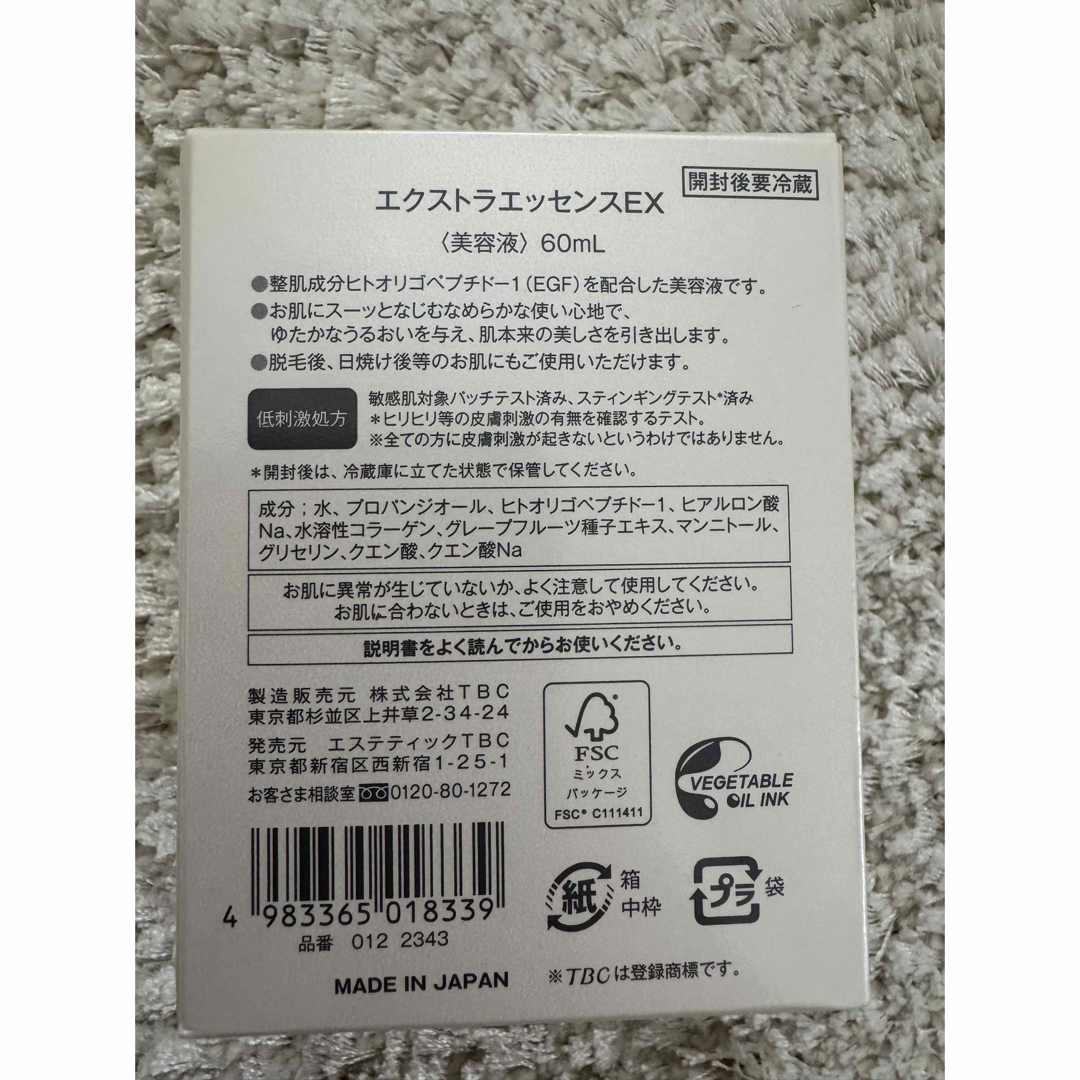 開封後要冷蔵
エクストラエッセンスEX
〈美容液〉60mL
●整肌成分ヒトオリゴペプチド−1(EGF)を配合した美容液です。
●お肌にスーッとなじむなめらかな使い心地で、
ゆたかなうるおいを与え、肌本来の美しさを引き出します。
●脱毛後、日焼け後等のお肌にもご使用いただけます。
低刺激処方
敏感肌対象パッチテスト済み、スティンギングテスト*済み
*ヒリヒリ等の皮膚刺激の有無を確認するテスト。
※全ての方に皮膚刺激が起きないというわけではありません。
*開封後は、冷蔵庫に立てた状態で保管してください。
成分；水、プロパンジオール、ヒトオリゴペプチド−1、ヒアルロン酸
Na、水溶性コラーゲン、グレープフルーツ種子エキス、マンニトール、
グリセリン、クエン酸、クエン酸Na
お肌に異常が生じていないか、よく注意して使用してください。
お肌に合わないときは、ご使用をおやめください。
説明書をよく読んでからお使いください。
製造販売元 株式会社TBC
東京都杉並区上井草2-34-24
発売元 エステティックTBC
東京都新宿区西新宿1-25-1
お客さま相談室 0120-80-1272
FSC
ミックス
パッケージ
FSC® C111411
VEGETABLE
OIL INK
4 983365 018339
品番 012 2343
紙
箱
中枠
プラ
袋
MADE IN JAPAN
※TBCは登録商標です。